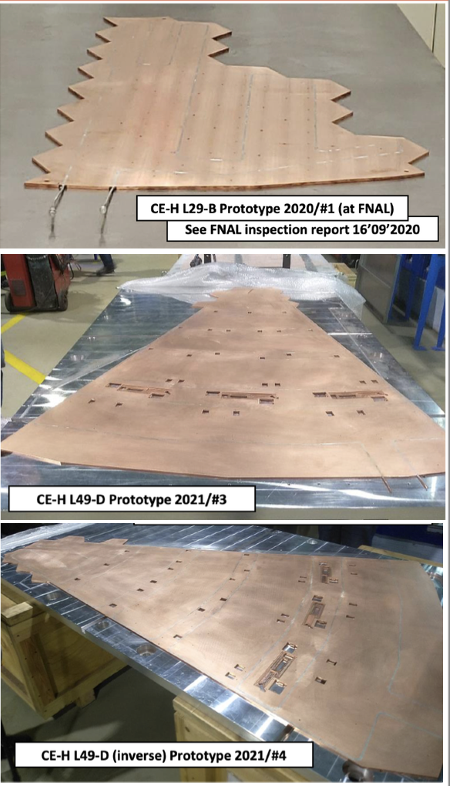 CE-H L29-B Prototype 2020/#1 (at FNAL)
See FNAL inspection report 16’09’2020
CE-H L49-D Prototype 2021/#3
CE-H L49-D (inverse) Prototype 2021/#4